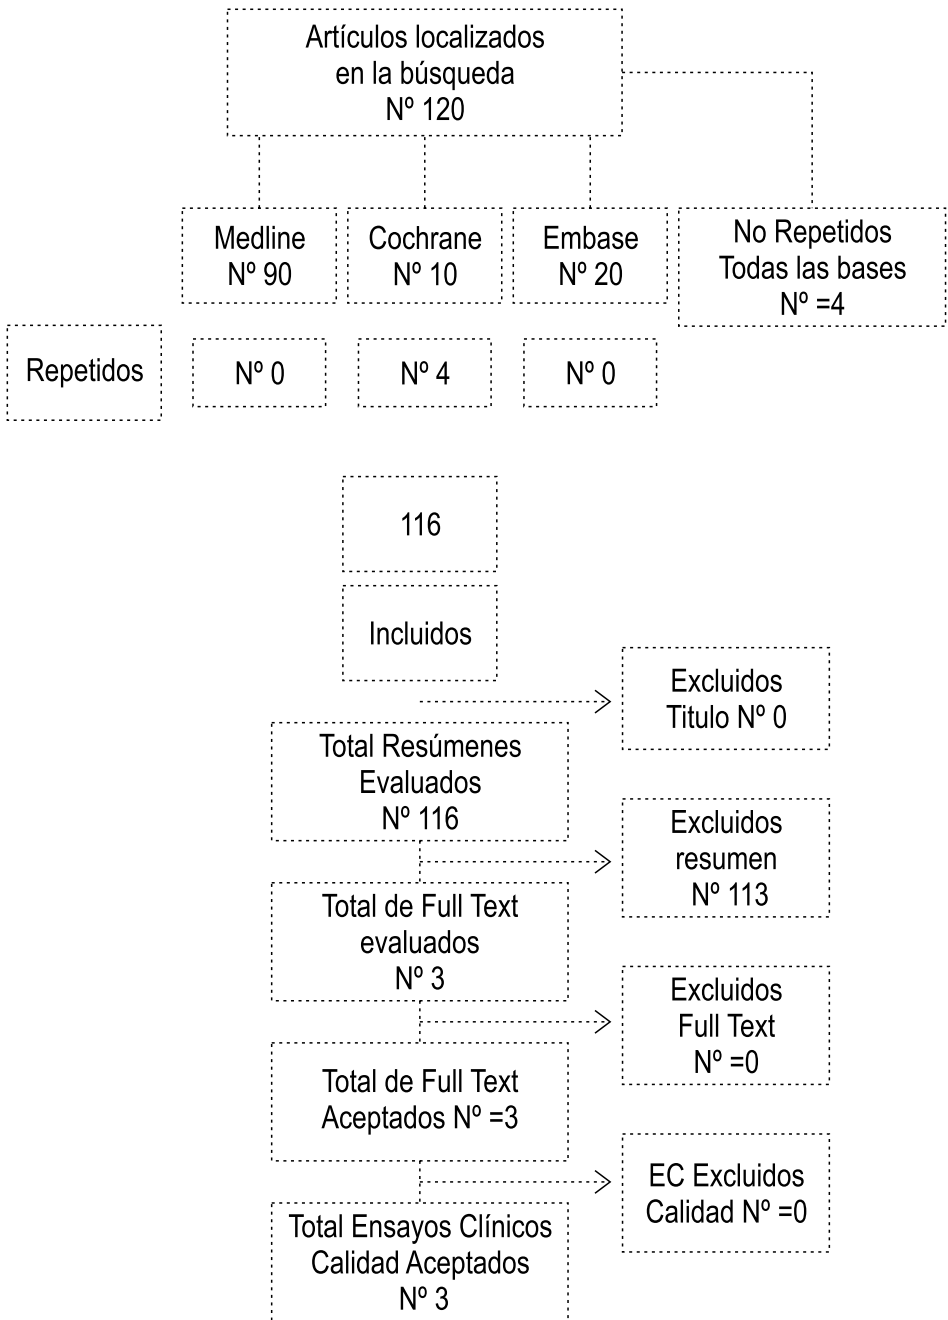 Artículos localizados
en la búsqueda
Nº 120
Medline
Nº 90
Cochrane
Nº 10
Embase
Nº 20
No Repetidos
Todas las bases
Nº =4
Repetidos
Nº 0
Nº 4
Nº 0
116
Incluidos
Excluidos
Titulo Nº 0
Total Resúmenes
Evaluados
Nº 116
Excluidos
resumen
Nº 113
Total de Full Text
evaluados
Nº 3
Excluidos
Full Text
Nº =0
Total de Full Text
Aceptados Nº =3
EC Excluidos
Calidad Nº =0
Total Ensayos Clínicos
Calidad Aceptados
Nº 3